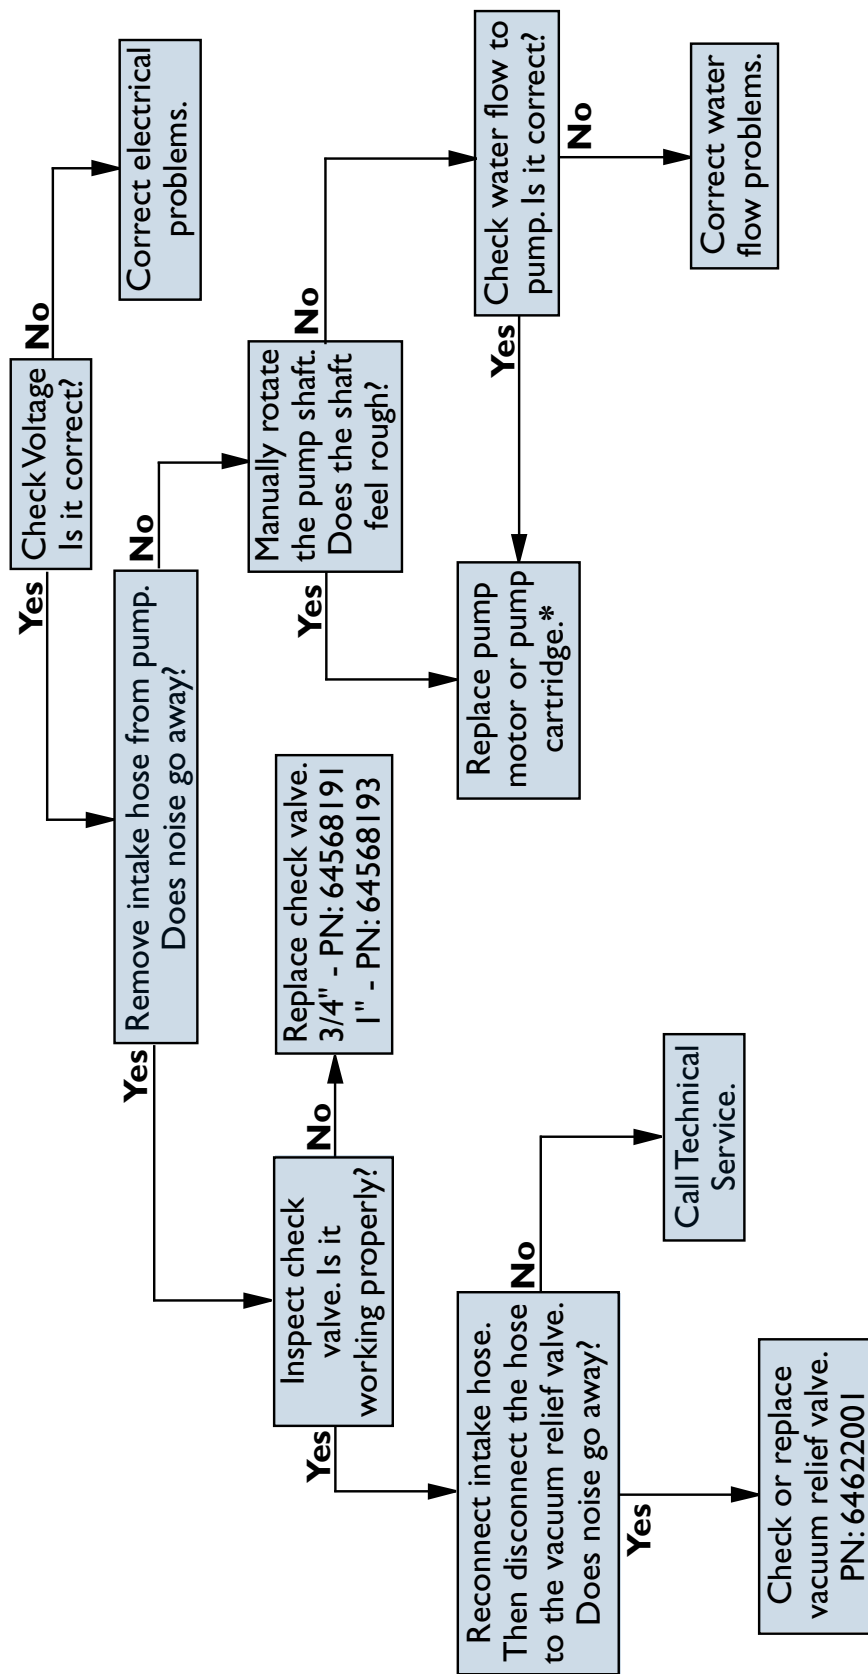 Check Voltage
Is it correct?
Yes
No
Correct electrical
problems.
Remove intake hose from pump.
Does noise go away?
Yes
No
Manually rotate
the pump shaft.
Does the shaft
feel rough?
Yes
No
Inspect check
valve. Is it
working properly?
Yes
No
Replace check valve.
3/4" - PN: 64568191
1" - PN: 64568193
Replace pump
motor or pump
cartridge.*
Check water flow to
pump. Is it correct?
Yes
No
Reconnect intake hose.
Then disconnect the hose
to the vacuum relief valve.
Does noise go away?
Yes
No
Call Technical
Service.
Correct water
flow problems.
Check or replace
vacuum relief valve.
PN: 64622001